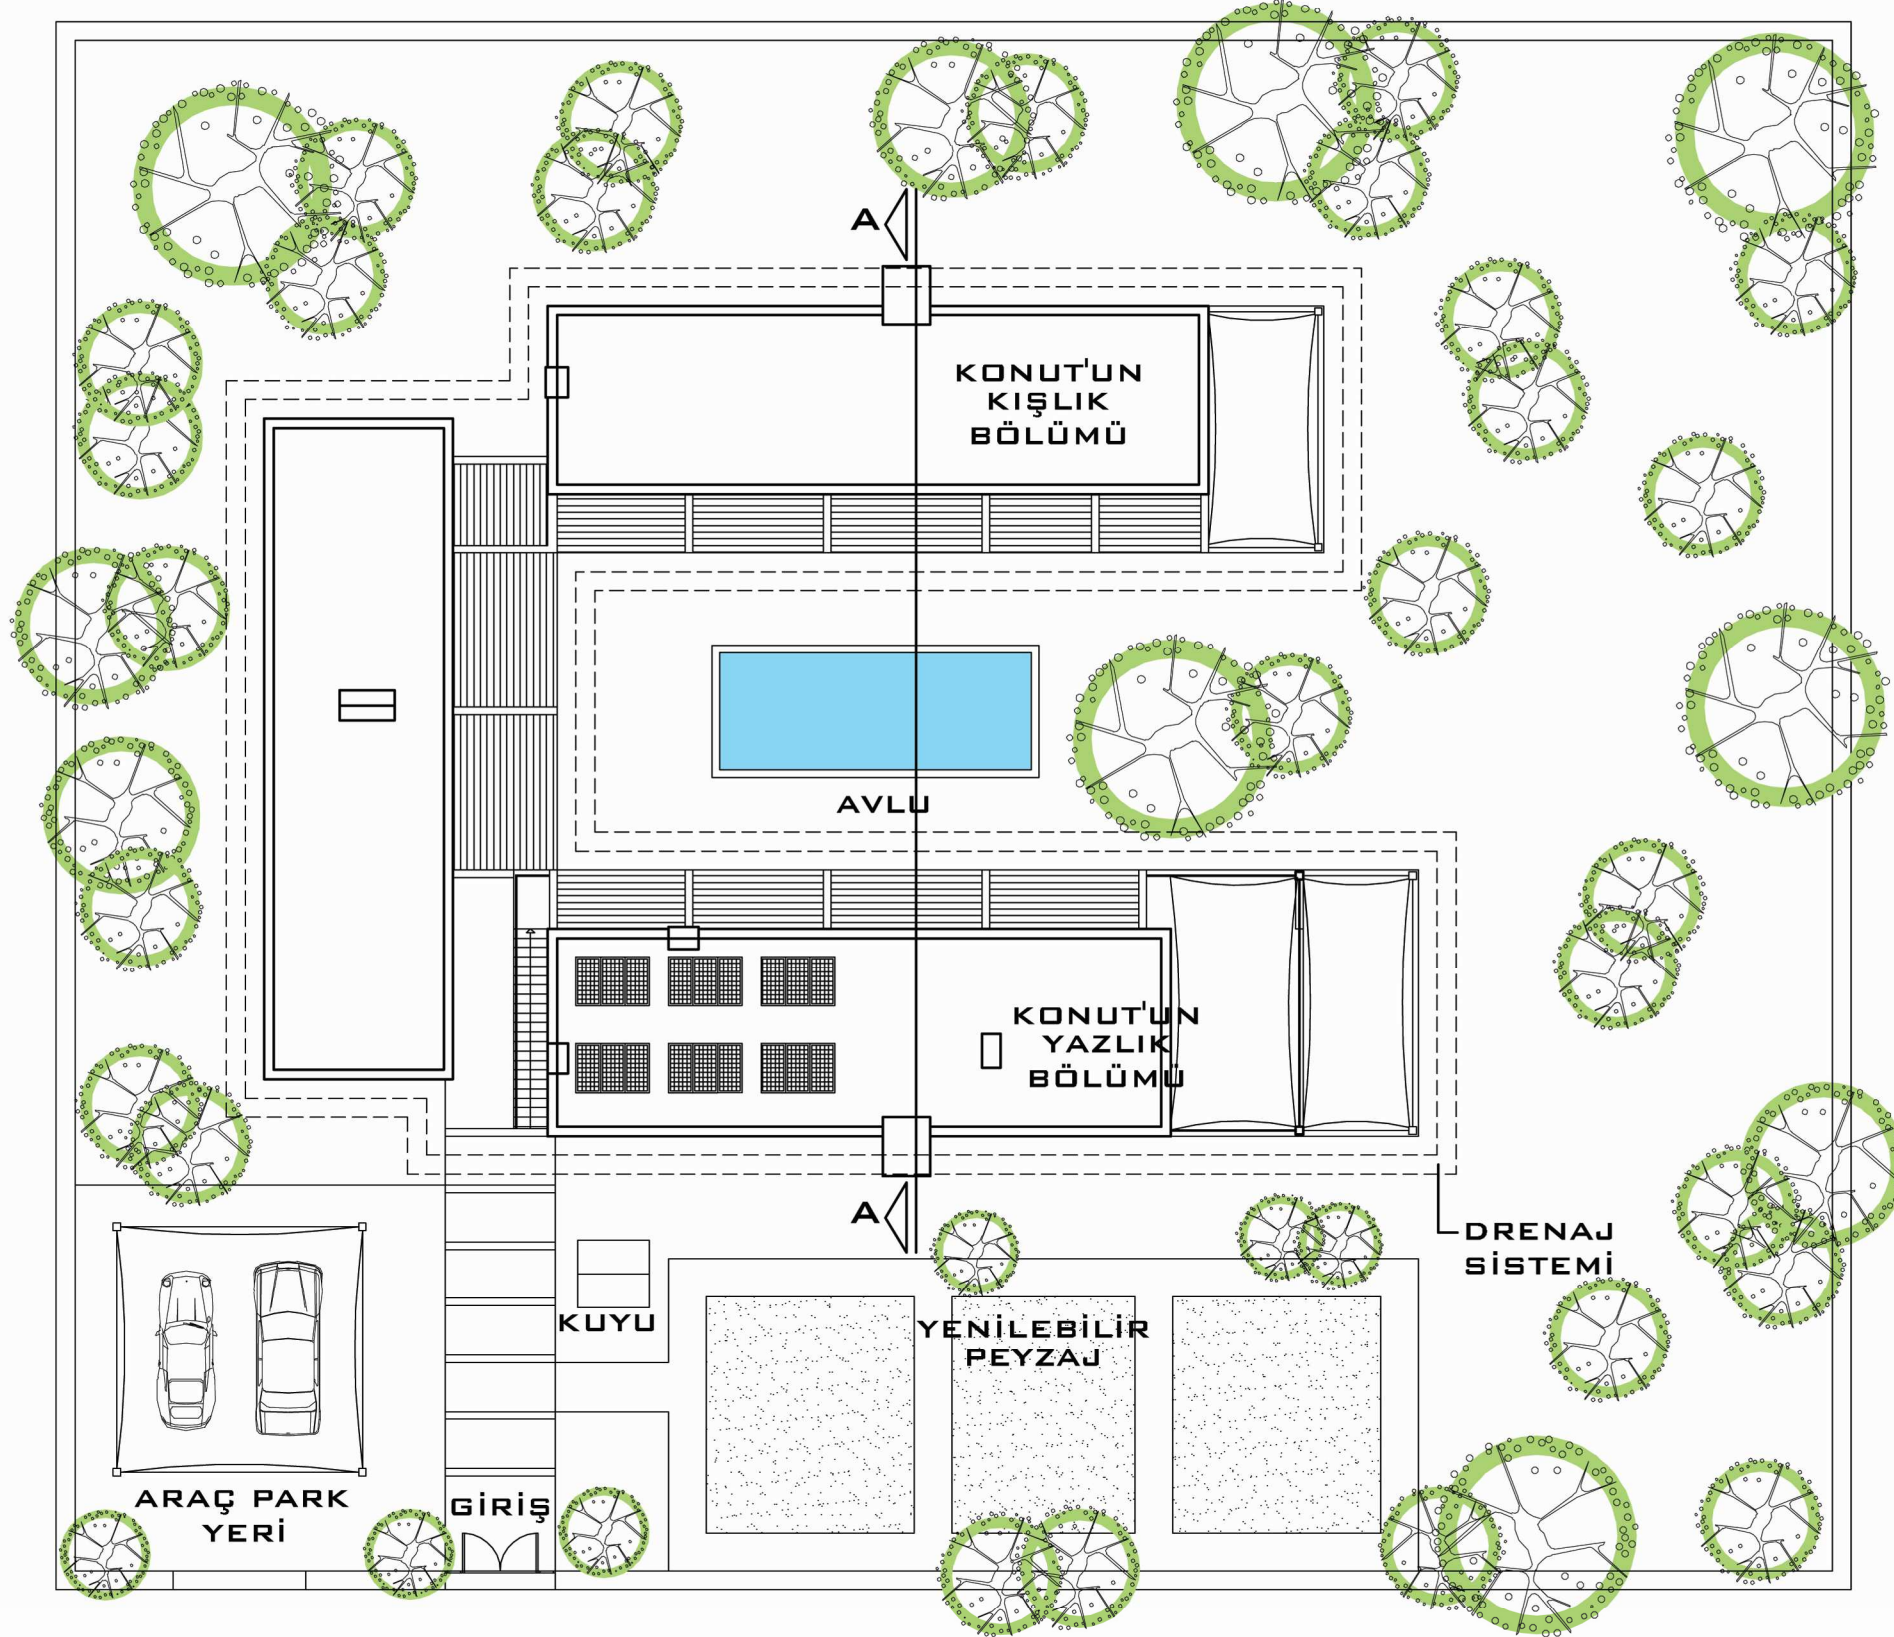 A
KONUT'UN
KIŞLIK
BÖLÜMÜ
AVLU
KONUT'UN
YAZLIK
BÖLÜMÜ
A
DRENAJ
SİSTEMİ
KUYU
YENİLEBİLİR
PEYZAJ
ARAÇ PARK
YERİ
GİRİŞ